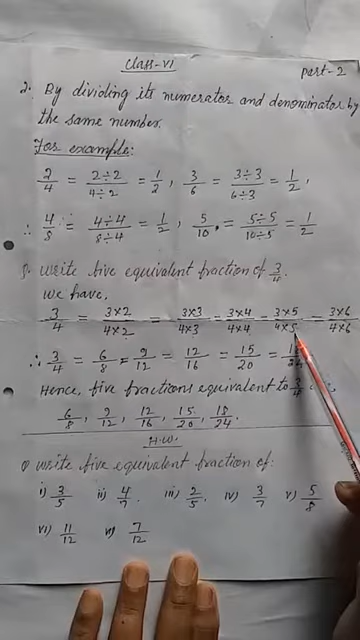 Class-VI
Part-2
2. By dividing its numerator and denominator by
the same number.
For example:
2/4 = 2÷2/4÷2 = 1/2, 3/6 = 3÷3/6÷3 = 1/2,
∴ 4/8 = 4÷4/8÷4 = 1/2, 5/10 = 5÷5/10÷5 = 1/2
Q. Write five equivalent fraction of 3/4.
We have,
3/4 = 3×2/4×2 = 3×3/4×3 = 3×4/4×4 = 3×5/4×5 = 3×6/4×6
∴ 3/4 = 6/8 = 9/12 = 12/16 = 15/20 =
Hence, five fractions equivalent to 3/4
6/8, 9/12, 12/16, 15/20, 18/24.
H.W.
Q Write five equivalent fraction of:
i) 3/5 ii) 4/7. iii) 2/5. iv) 3/7 v) 5/8
vi) 11/12 vii) 7/12